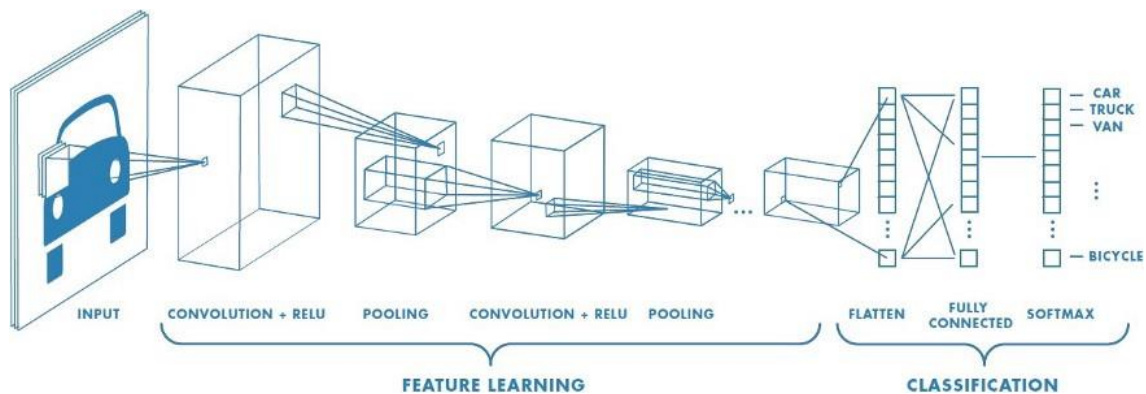 CAR
TRUCK
VAN
BICYCLE
INPUT
CONVOLUTION + RELU
POOLING
CONVOLUTION + RELU
POOLING
FLATTEN
FULLY
CONNECTED
SOFTMAX
FEATURE LEARNING
CLASSIFICATION